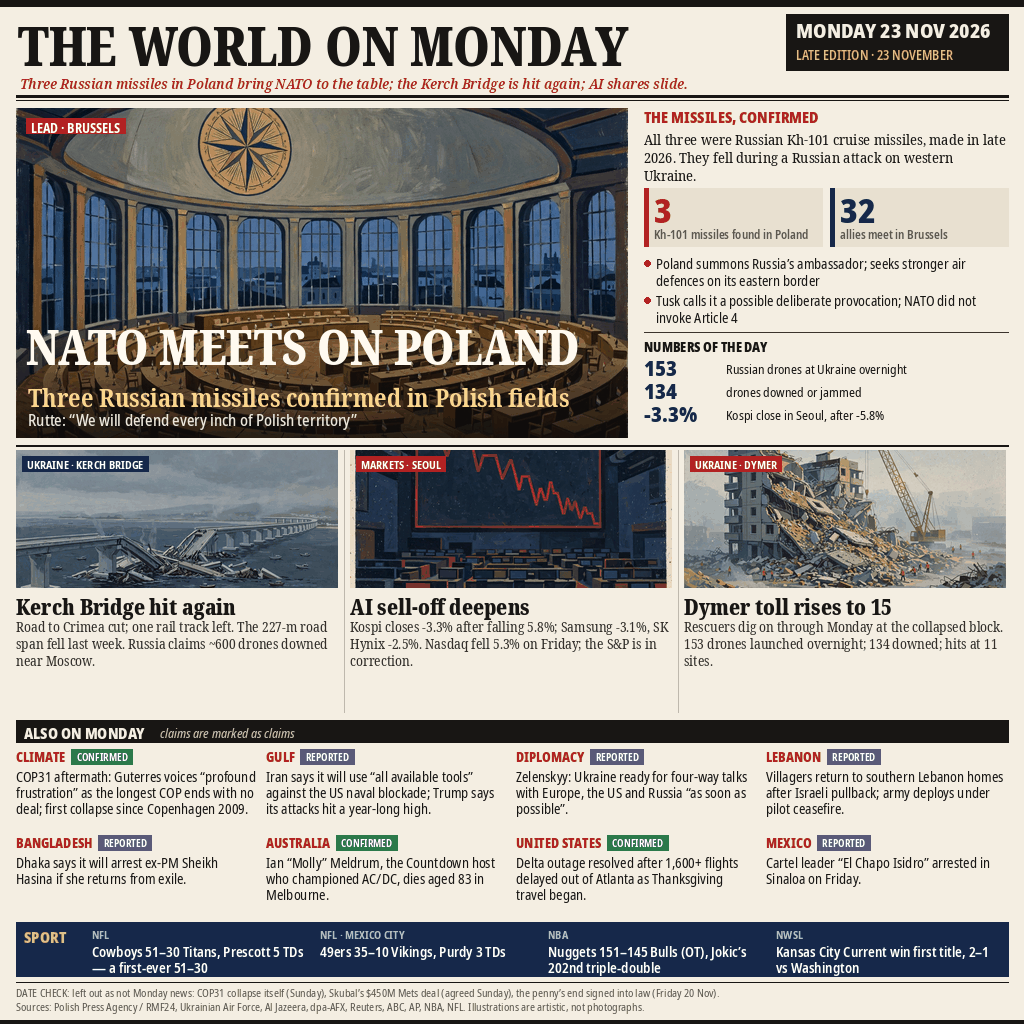 THE WORLD ON MONDAY
MONDAY 23 NOV 2026
LATE EDITION · 23 NOVEMBER
Three Russian missiles in Poland bring NATO to the table; the Kerch Bridge is hit again; AI shares slide.
LEAD · BRUSSELS
NATO MEETS ON POLAND
Three Russian missiles confirmed in Polish fields
Rutte: “We will defend every inch of Polish territory”
THE MISSILES, CONFIRMED
All three were Russian Kh-101 cruise missiles, made in late
2026. They fell during a Russian attack on western
Ukraine.
3
Kh-101 missiles found in Poland
32
allies meet in Brussels
Poland summons Russia’s ambassador; seeks stronger air
defences on its eastern border
Tusk calls it a possible deliberate provocation; NATO did not
invoke Article 4
NUMBERS OF THE DAY
153 Russian drones at Ukraine overnight
134 drones downed or jammed
-3.3% Kospi close in Seoul, after -5.8%
UKRAINE · KERCH BRIDGE
Kerch Bridge hit again
Road to Crimea cut; one rail track left. The 227-m road
span fell last week. Russia claims ~600 drones downed
near Moscow.
MARKETS · SEOUL
AI sell-off deepens
Kospi closes -3.3% after falling 5.8%; Samsung -3.1%, SK
Hynix -2.5%. Nasdaq fell 5.3% on Friday; the S&P is in
correction.
UKRAINE · DYMER
Dymer toll rises to 15
Rescuers dig on through Monday at the collapsed block.
153 drones launched overnight; 134 downed; hits at 11
sites.
ALSO ON MONDAY claims are marked as claims
CLIMATE CONFIRMED
COP31 aftermath: Guterres voices “profound
frustration” as the longest COP ends with no
deal; first collapse since Copenhagen 2009.
GULF REPORTED
Iran says it will use “all available tools”
against the US naval blockade; Trump says
its attacks hit a year-long high.
DIPLOMACY REPORTED
Zelenskyy: Ukraine ready for four-way talks
with Europe, the US and Russia “as soon as
possible”.
LEBANON REPORTED
Villagers return to southern Lebanon homes
after Israeli pullback; army deploys under
pilot ceasefire.
BANGLADESH REPORTED
Dhaka says it will arrest ex-PM Sheikh
Hasina if she returns from exile.
AUSTRALIA CONFIRMED
Ian “Molly” Meldrum, the Countdown host
who championed AC/DC, dies aged 83 in
Melbourne.
UNITED STATES CONFIRMED
Delta outage resolved after 1,600+ flights
delayed out of Atlanta as Thanksgiving
travel began.
MEXICO REPORTED
Cartel leader “El Chapo Isidro” arrested in
Sinaloa on Friday.
SPORT
NFL
Cowboys 51–30 Titans, Prescott 5 TDs
— a first-ever 51–30
NFL · MEXICO CITY
49ers 35–10 Vikings, Purdy 3 TDs
NBA
Nuggets 151–145 Bulls (OT), Jokic’s
202nd triple-double
NWSL
Kansas City Current win first title, 2–1
vs Washington
DATE CHECK: left out as not Monday news: COP31 collapse itself (Sunday), Skubal’s $450M Mets deal (agreed Sunday), the penny’s end signed into law (Friday 20 Nov).
Sources: Polish Press Agency / RMF24, Ukrainian Air Force, Al Jazeera, dpa-AFX, Reuters, ABC, AP, NBA, NFL. Illustrations are artistic, not photographs.